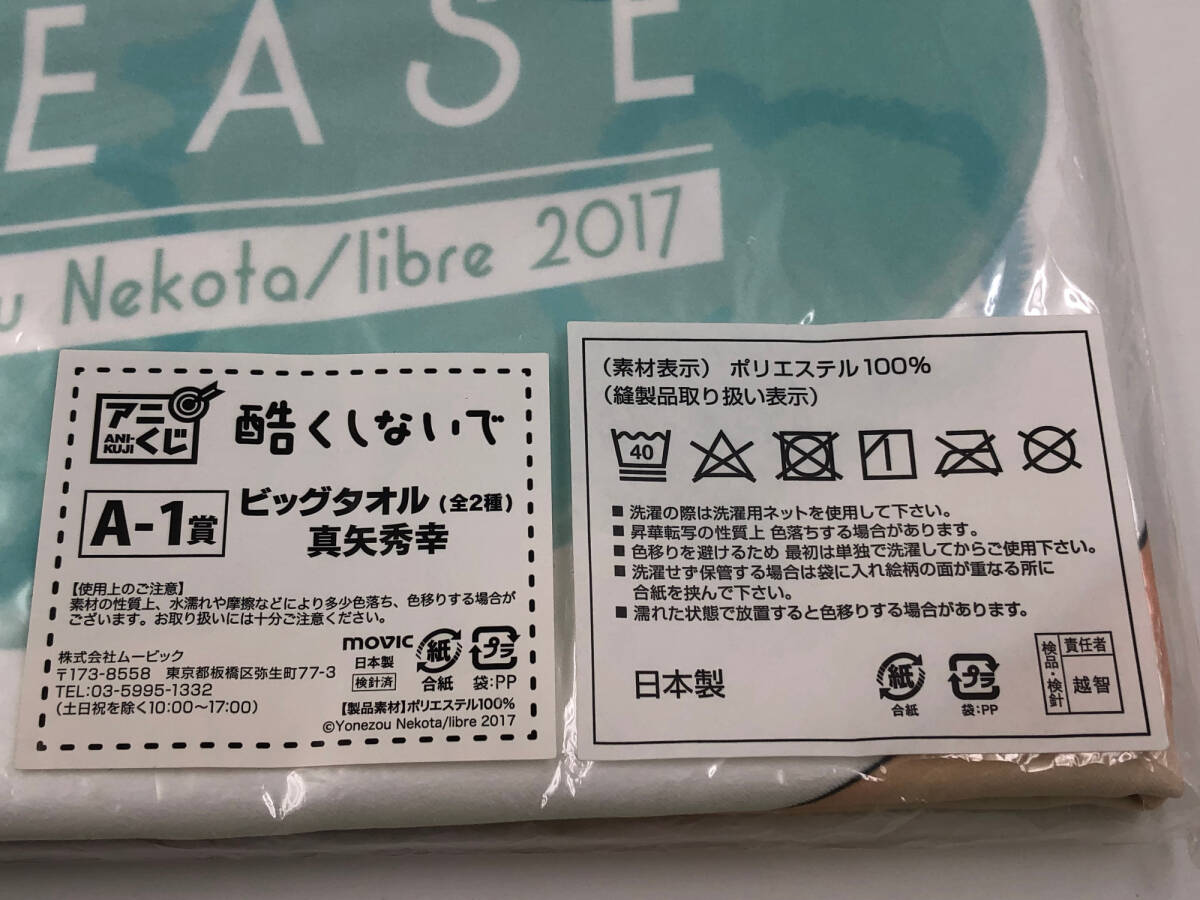 EASE
u Nekota/libre 2017
アニくじ
ANI-KUJI
酷くしないで
A-1賞
ビッグタオル (全2種)
真矢秀幸
【使用上のご注意】
素材の性質上、水濡れや摩擦などにより多少色落ち、色移りする場合が
ございます。お取り扱いには十分ご注意ください。
株式会社ムービック
〒173-8558 東京都板橋区弥生町77-3
TEL:03-5995-1332
(土日祝を除く10:00〜17:00)
movic
日本製
検針済
紙
合紙
プラ
袋:PP
【製品素材】ポリエステル100%
©Yonezou Nekota/libre 2017
(素材表示) ポリエステル100%
(縫製品取り扱い表示)
40
■ 洗濯の際は洗濯用ネットを使用して下さい。
■ 昇華転写の性質上 色落ちする場合があります。
■ 色移りを避けるため 最初は単独で洗濯してからご使用下さい。
■ 洗濯せず保管する場合は袋に入れ絵柄の面が重なる所に
合紙を挟んで下さい。
■ 濡れた状態で放置すると色移りする場合があります。
日本製
紙
合紙
プラ
袋:PP
検品・検針
責任者
越智